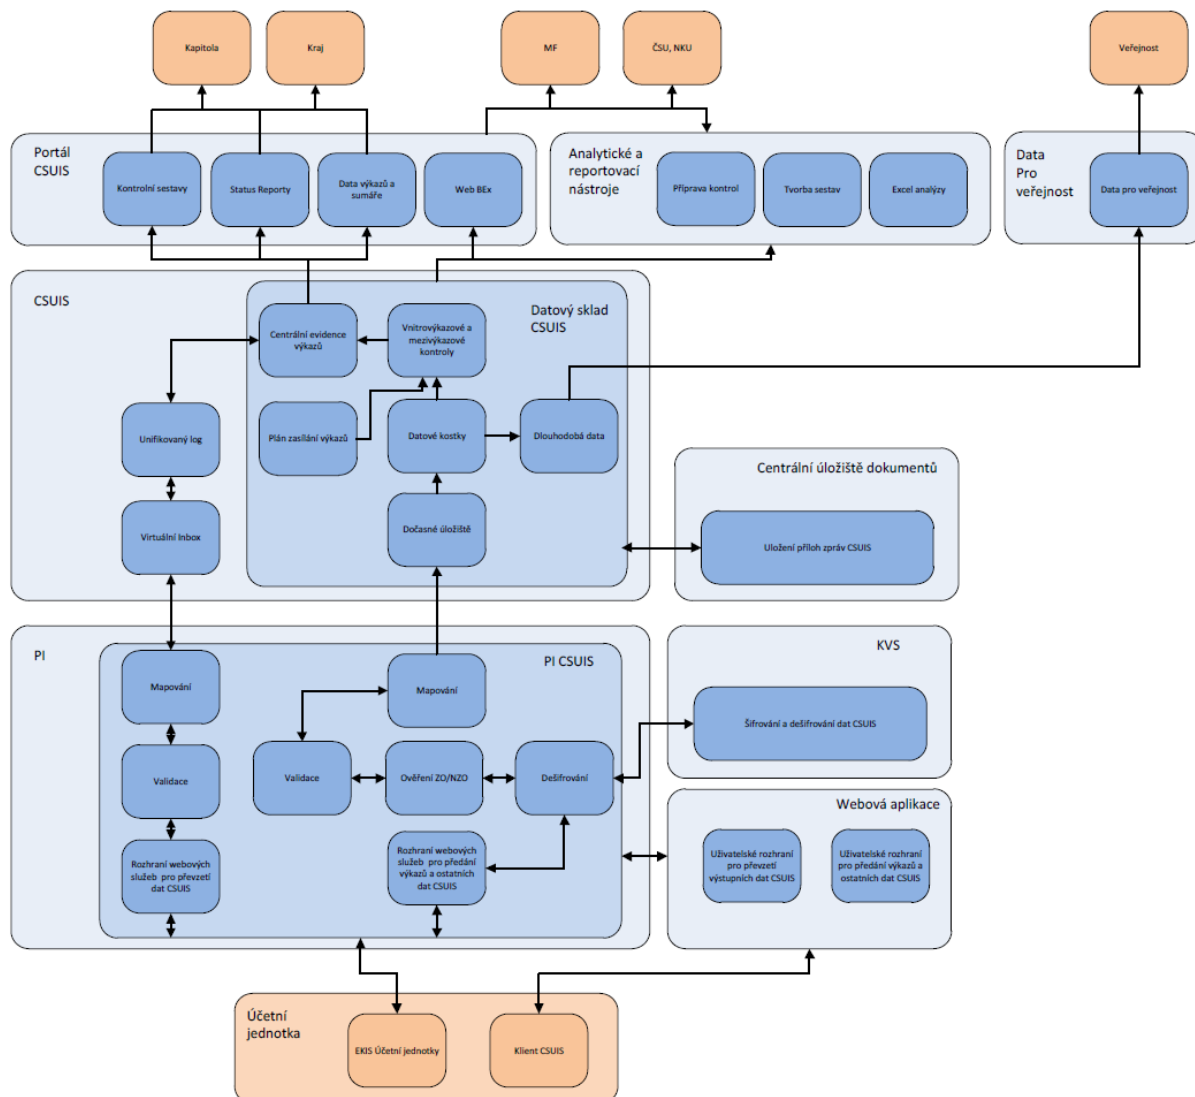 Kapitola
Kraj
MF
ČSU, NKU
Veřejnost
Portál
CSUIS
Kontrolní sestavy
Status Reporty
Data výkazů a
sumáře
Web BEx
Analytické a
reportovací
nástroje
Příprava kontrol
Tvorba sestav
Excel analýzy
Data
Pro
veřejnost
Data pro veřejnost
CSUIS
Datový sklad
CSUIS
Centrální evidence
výkazů
Vnitrovýkazové a
mezivýkazové
kontroly
Unifikovaný log
Plán zasílání výkazů
Datové kostky
Dlouhodobá data
Virtuální Inbox
Dočasné úložiště
Centrální úložiště dokumentů
Uložení příloh zpráv CSUIS
PI
PI CSUIS
Mapování
Mapování
Validace
Validace
Ověření ZO/NZO
Dešifrování
Rozhraní webových
služeb pro převzetí
dat CSUIS
Rozhraní webových
služeb pro předání
výkazů a ostatních
dat CSUIS
KVS
Šifrování a dešifrování dat CSUIS
Webová aplikace
Uživatelské rozhraní
pro převzetí
výstupních dat CSUIS
Uživatelské rozhraní
pro předání výkazů a
ostatních dat CSUIS
Účetní
jednotka
EKIS Účetní jednotky
Klient CSUIS